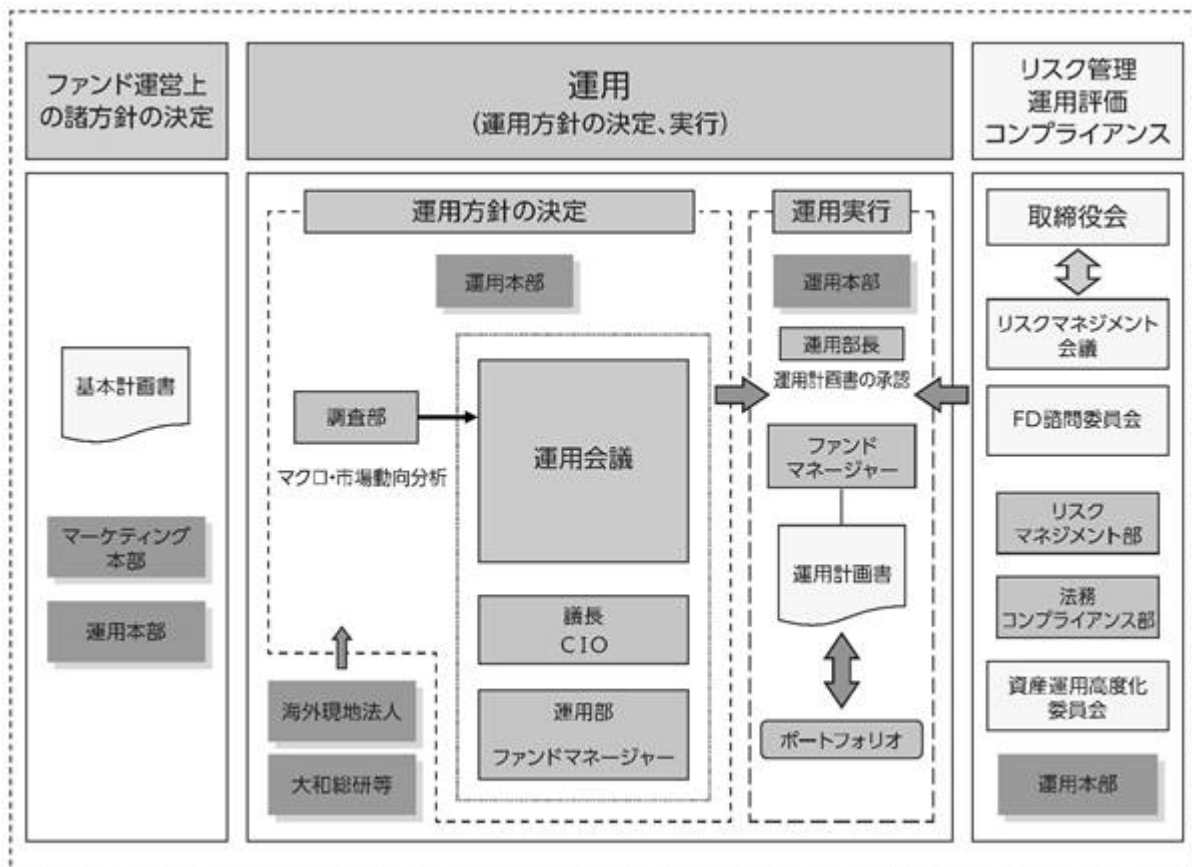 ファンド運営上
の諸方針の決定
運用
(運用方針の決定、実行)
リスク管理
運用評価
コンプライアンス
基本計画書
マーケティング
本部
運用本部
運用方針の決定
運用本部
調査部
マクロ・市場動向分析
運用会議
議長
CIO
運用部
ファンドマネージャー
海外現地法人
大和総研等
運用実行
運用本部
運用部長
運用計画書の承認
ファンド
マネージャー
運用計画書
ポートフォリオ
取締役会
リスクマネジメント
会議
FD諮問委員会
リスク
マネジメント部
法務
コンプライアンス部
資産運用高度化
委員会
運用本部